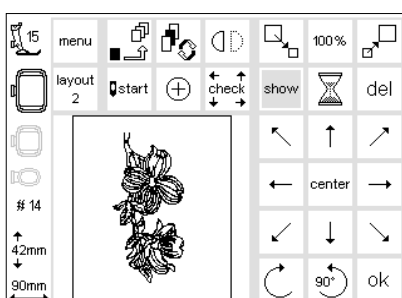 15
menu
100%
layout
2
start
check
show
del
center
# 14
42mm
90mm
90°
ok